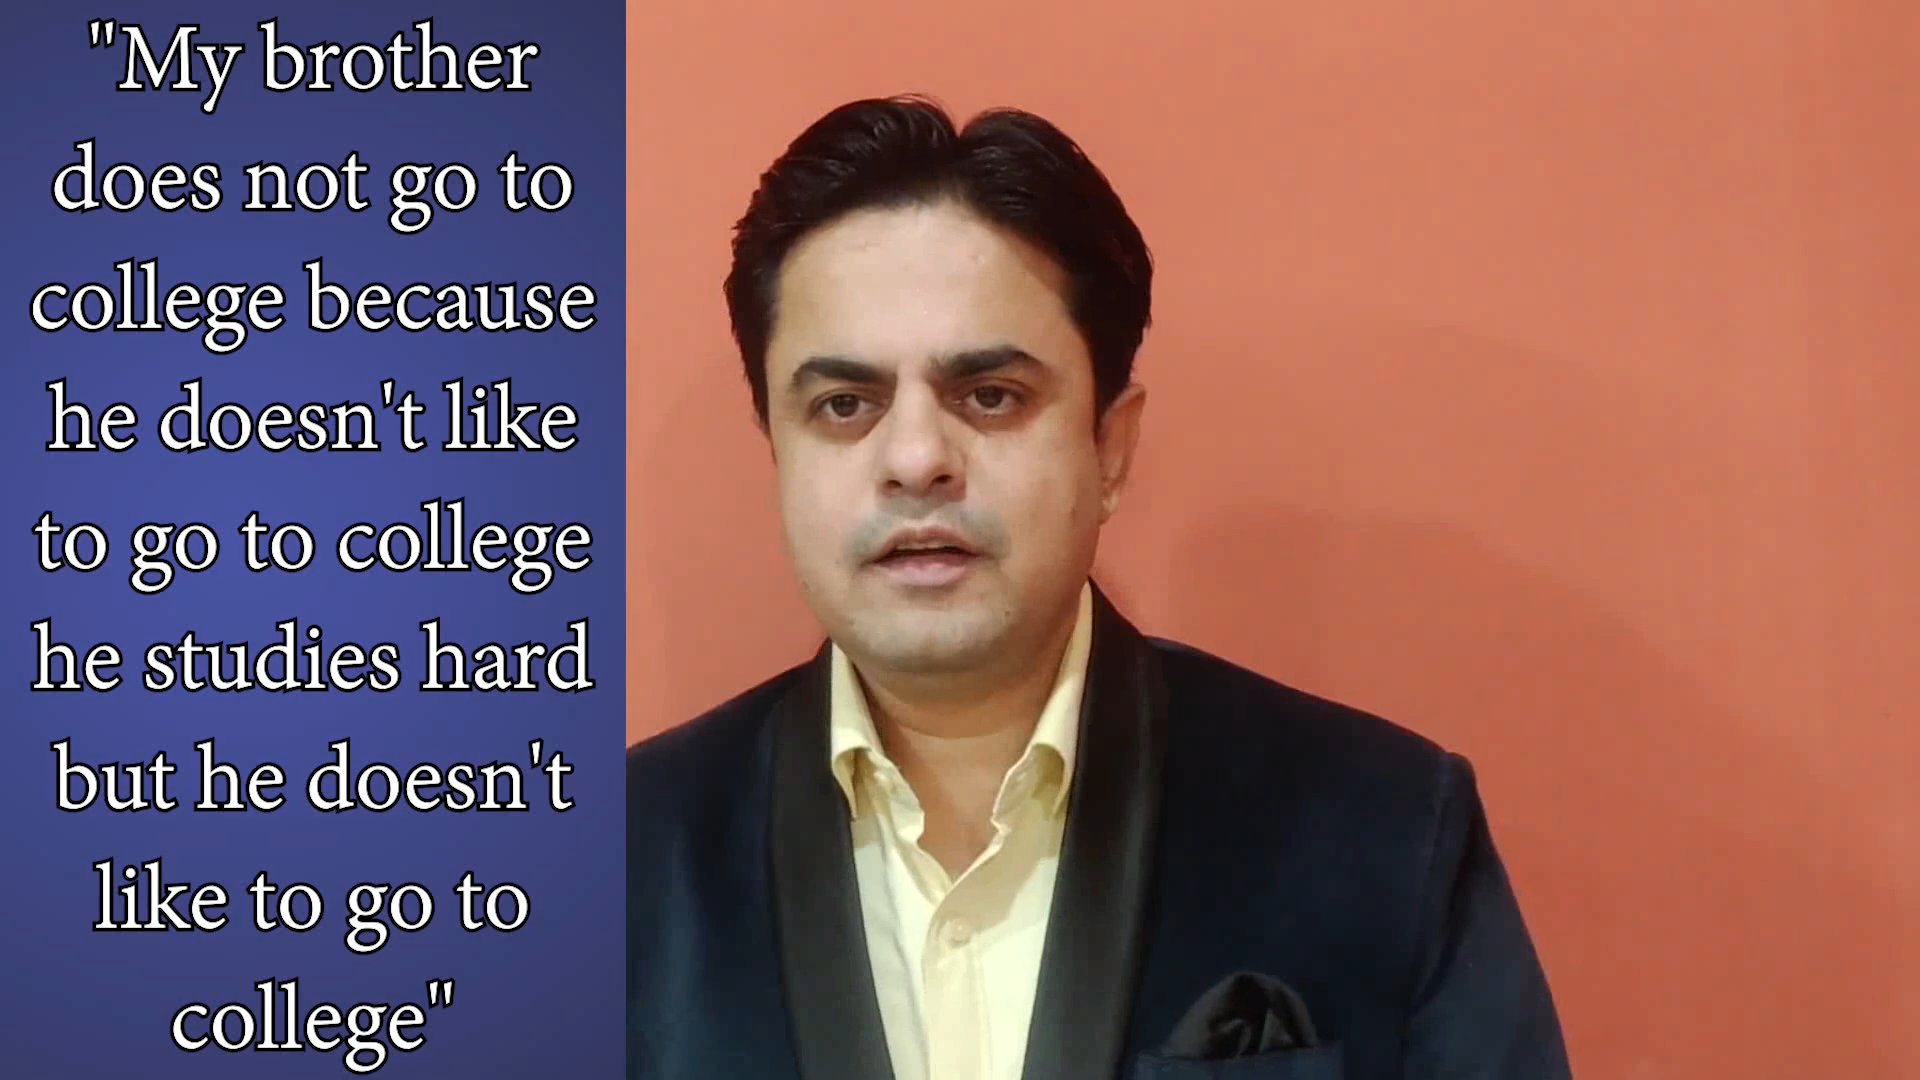 "My brother
does not go to
college because
he doesn't like
to go to college
he studies hard
but he doesn't
like to go to
college"